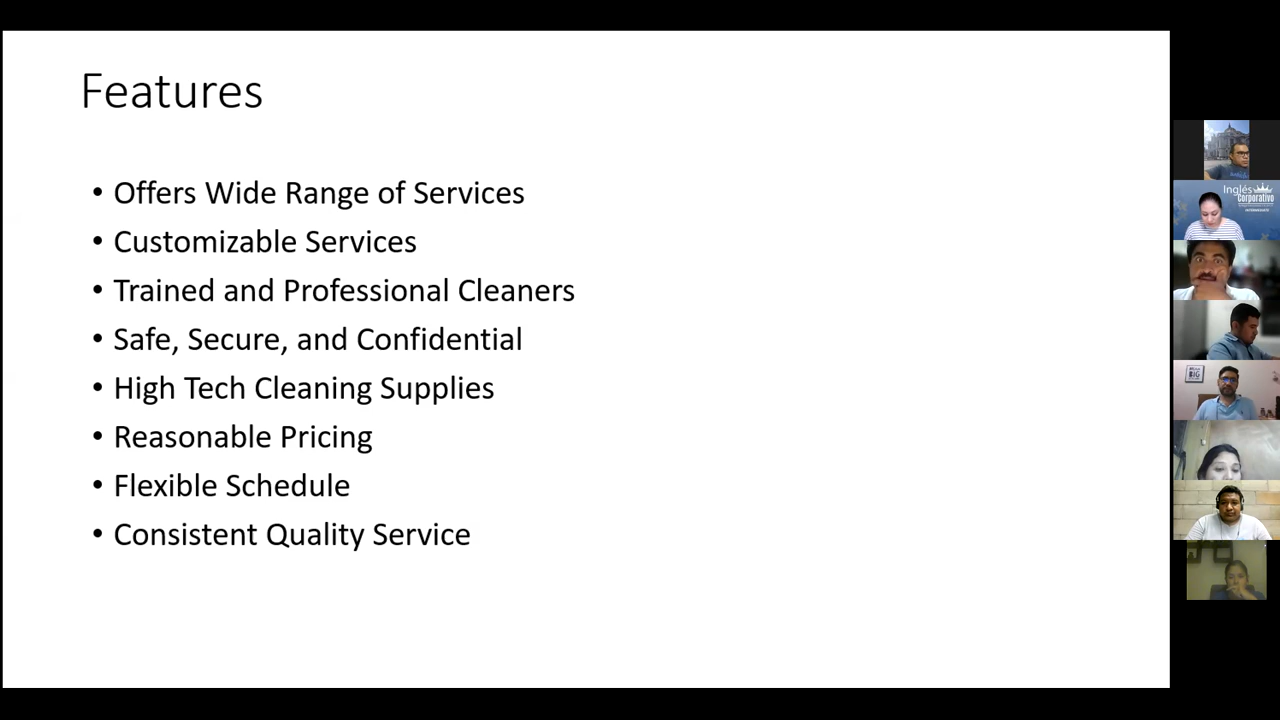 Features
• Offers Wide Range of Services
• Customizable Services
• Trained and Professional Cleaners
• Safe, Secure, and Confidential
• High Tech Cleaning Supplies
• Reasonable Pricing
• Flexible Schedule
• Consistent Quality Service
Inglés
Corporativo
BIG